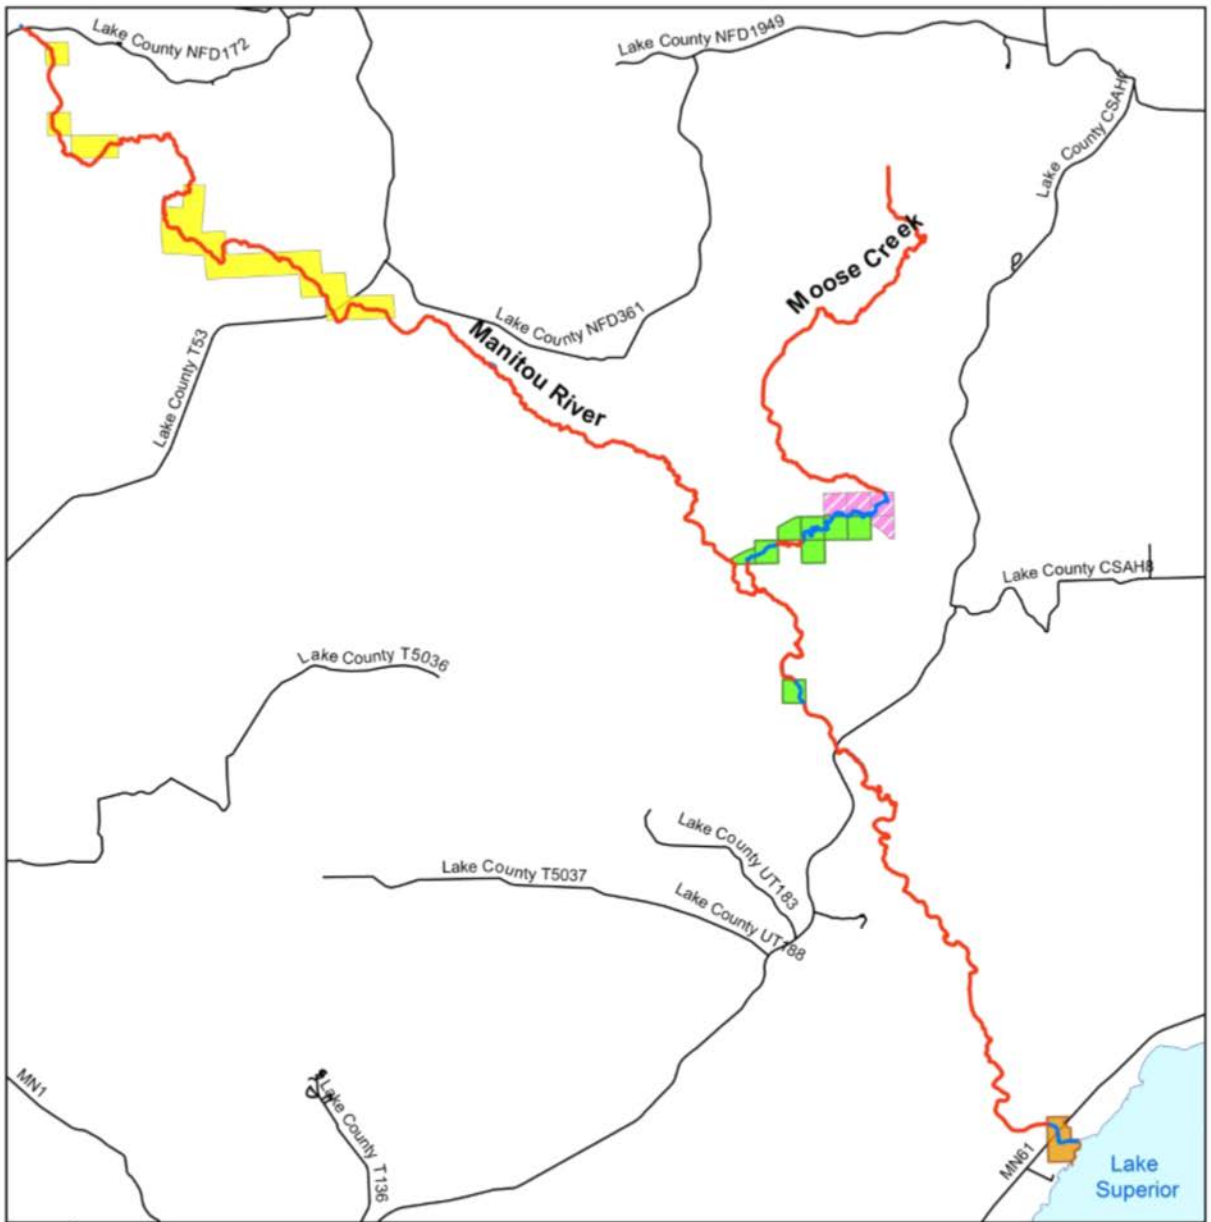 Lake County NFD172
Lake County NFD1949
Lake County CSAH7
Moose Creek
Lake County NFD361
Manitou River
Lake County T53
Lake County CSAH8
Lake County T5036
Lake County UT183
Lake County T5037
Lake County UT188
MN1
Lake County T136
MN61
Lake
Superior